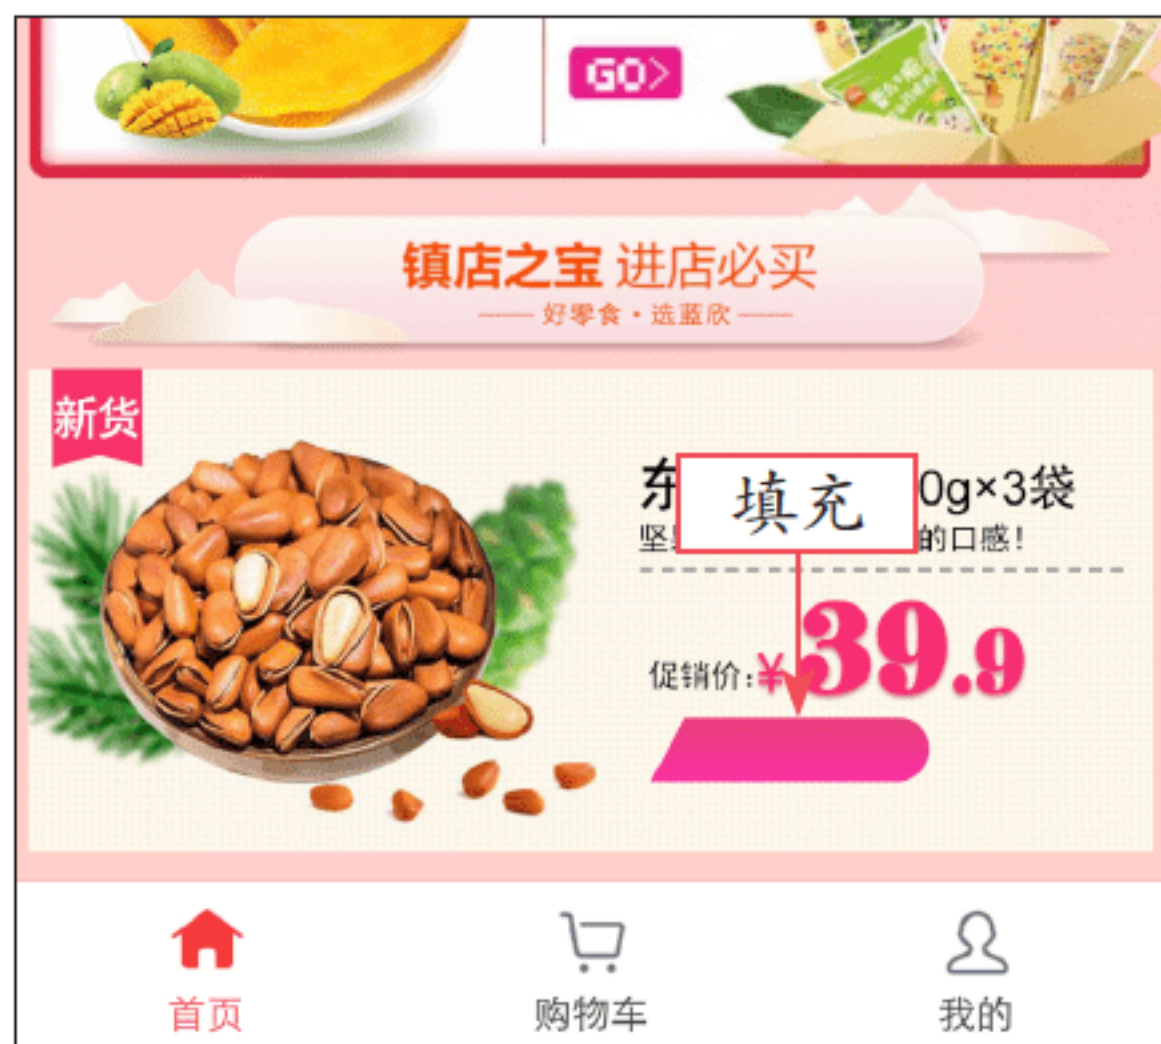 GO>
镇店之宝 进店必买
好零食·选蓝欣
新货
东
填充
0g×3袋
坚
的口感!
促销价:¥39.9
首页
购物车
我的